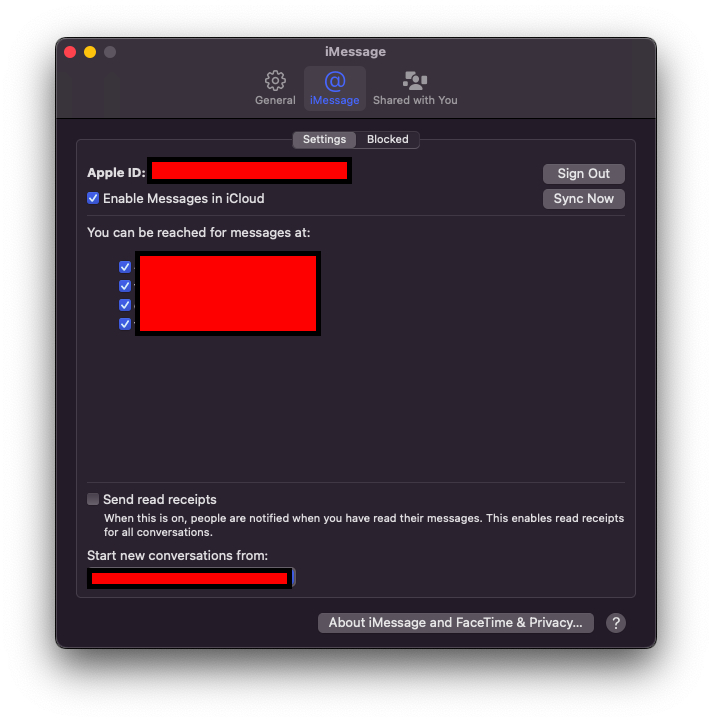 iMessage
General
@
iMessage
Shared with You
Settings
Blocked
Apple ID:
Sign Out
Enable Messages in iCloud
Sync Now
You can be reached for messages at:
Send read receipts
When this is on, people are notified when you have read their messages. This enables read receipts
for all conversations.
Start new conversations from:
About iMessage and FaceTime & Privacy...
?